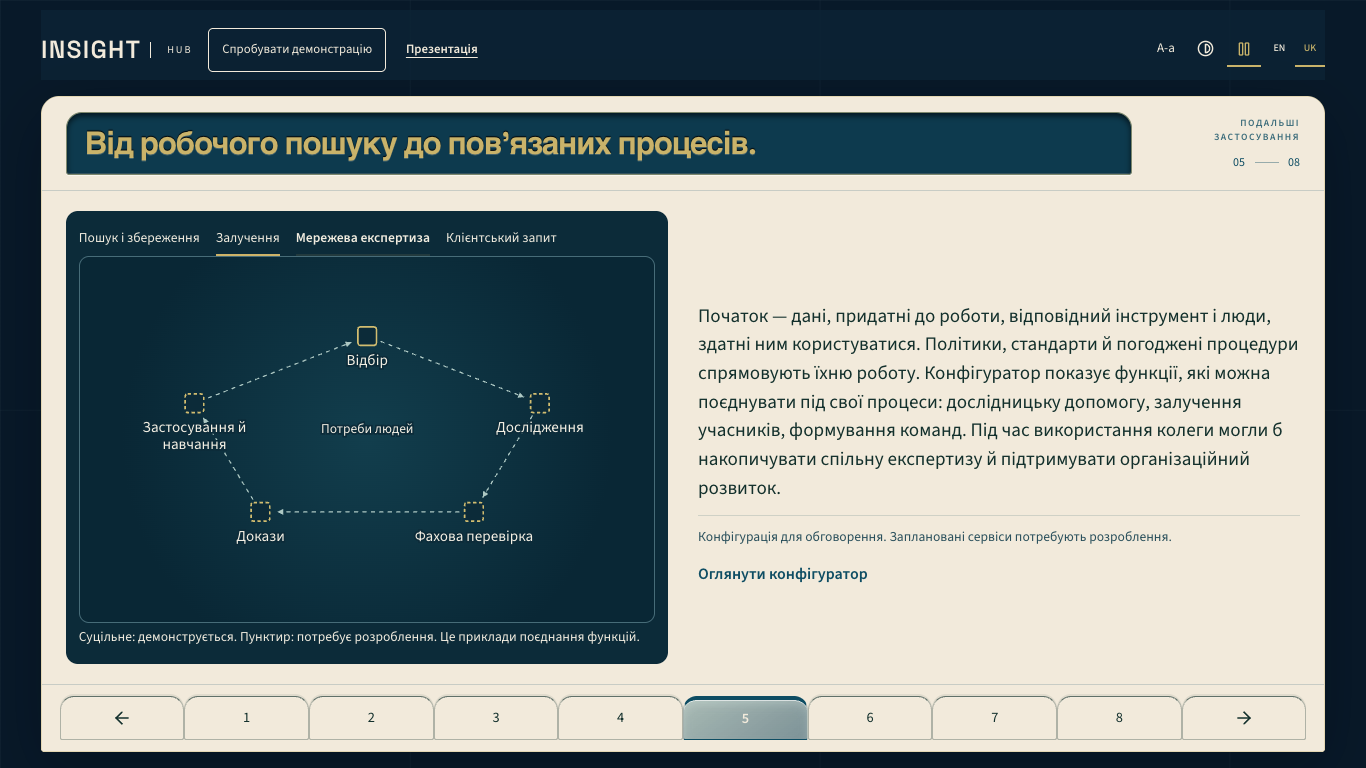 INSIGHT | HUB
Спробувати демонстрацію
Презентація
A-a
EN
UK
Від робочого пошуку до пов’язаних процесів.
ПОДАЛЬШІ
ЗАСТОСУВАННЯ
05 — 08
Пошук і збереження
Залучення
Мережева експертиза
Клієнтський запит
Відбір
Застосування й
навчання
Потреби людей
Дослідження
Докази
Фахова перевірка
Суцільне: демонструється. Пунктир: потребує розроблення. Це приклади поєднання функцій.
Початок — дані, придатні до роботи, відповідний інструмент і люди,
здатні ним користуватися. Політики, стандарти й погоджені процедури
спрямовують їхню роботу. Конфігуратор показує функції, які можна
поєднувати під свої процеси: дослідницьку допомогу, залучення
учасників, формування команд. Під час використання колеги могли б
накопичувати спільну експертизу й підтримувати організаційний
розвиток.
Конфігурація для обговорення. Заплановані сервіси потребують розроблення.
Оглянути конфігуратор
← 1 2 3 4 5 6 7 8 →